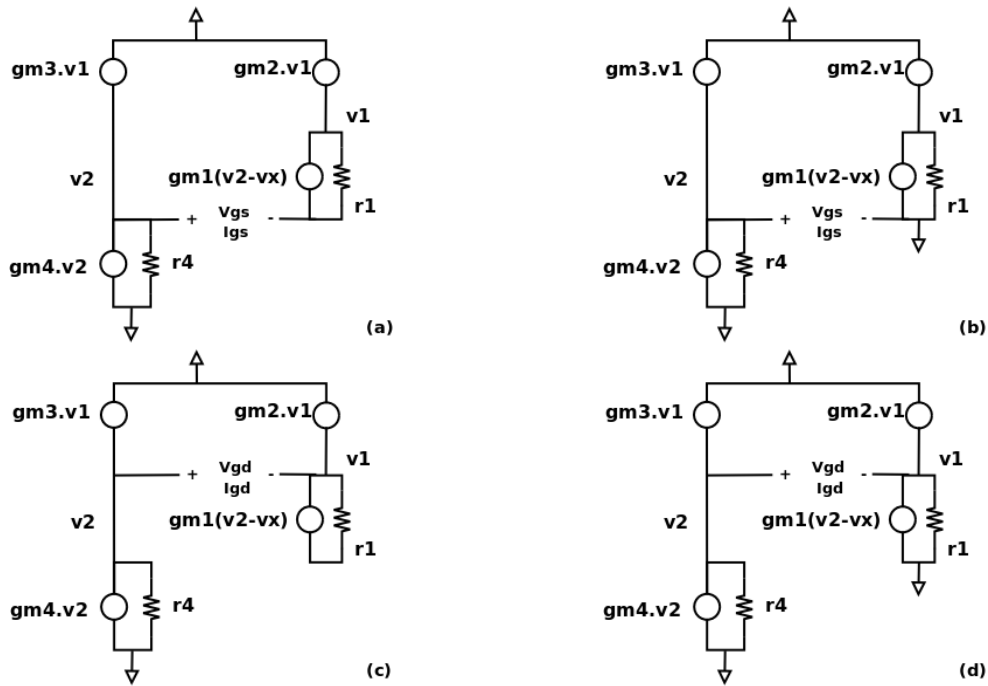 gm3.v1
gm2.v1
v1
v2
gm1(v2-vx)
r1
+ Vgs -
Igs
gm4.v2
r4
(a)
gm3.v1
gm2.v1
v1
v2
gm1(v2-vx)
r1
+ Vgs -
Igs
gm4.v2
r4
(b)
gm3.v1
gm2.v1
v1
+ Vgd -
Igd
v2
gm1(v2-vx)
r1
gm4.v2
r4
(c)
gm3.v1
gm2.v1
v1
+ Vgd -
Igd
v2
gm1(v2-vx)
r1
gm4.v2
r4
(d)